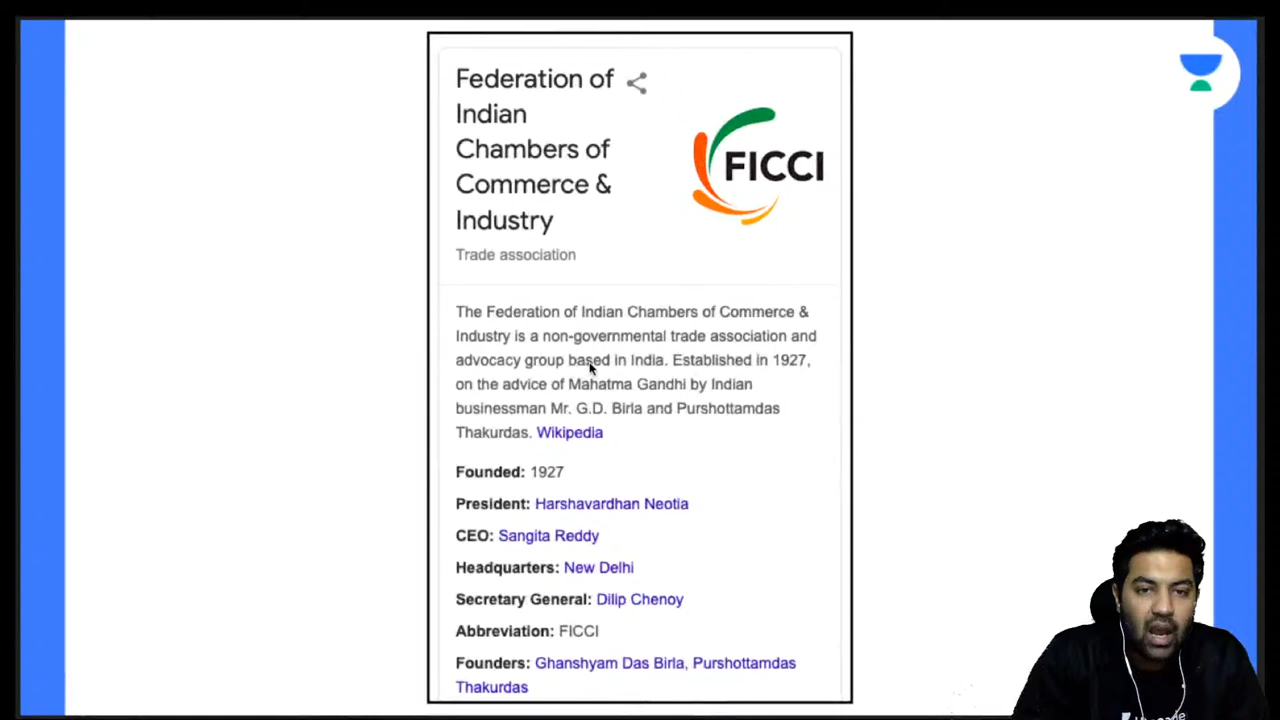 Federation of
Indian
Chambers of
Commerce &
Industry
FICCI
Trade association
The Federation of Indian Chambers of Commerce &
Industry is a non-governmental trade association and
advocacy group based in India. Established in 1927,
on the advice of Mahatma Gandhi by Indian
businessman Mr. G.D. Birla and Purshottamdas
Thakurdas. Wikipedia
Founded: 1927
President: Harshavardhan Neotia
CEO: Sangita Reddy
Headquarters: New Delhi
Secretary General: Dilip Chenoy
Abbreviation: FICCI
Founders: Ghanshyam Das Birla, Purshottamdas
Thakurdas